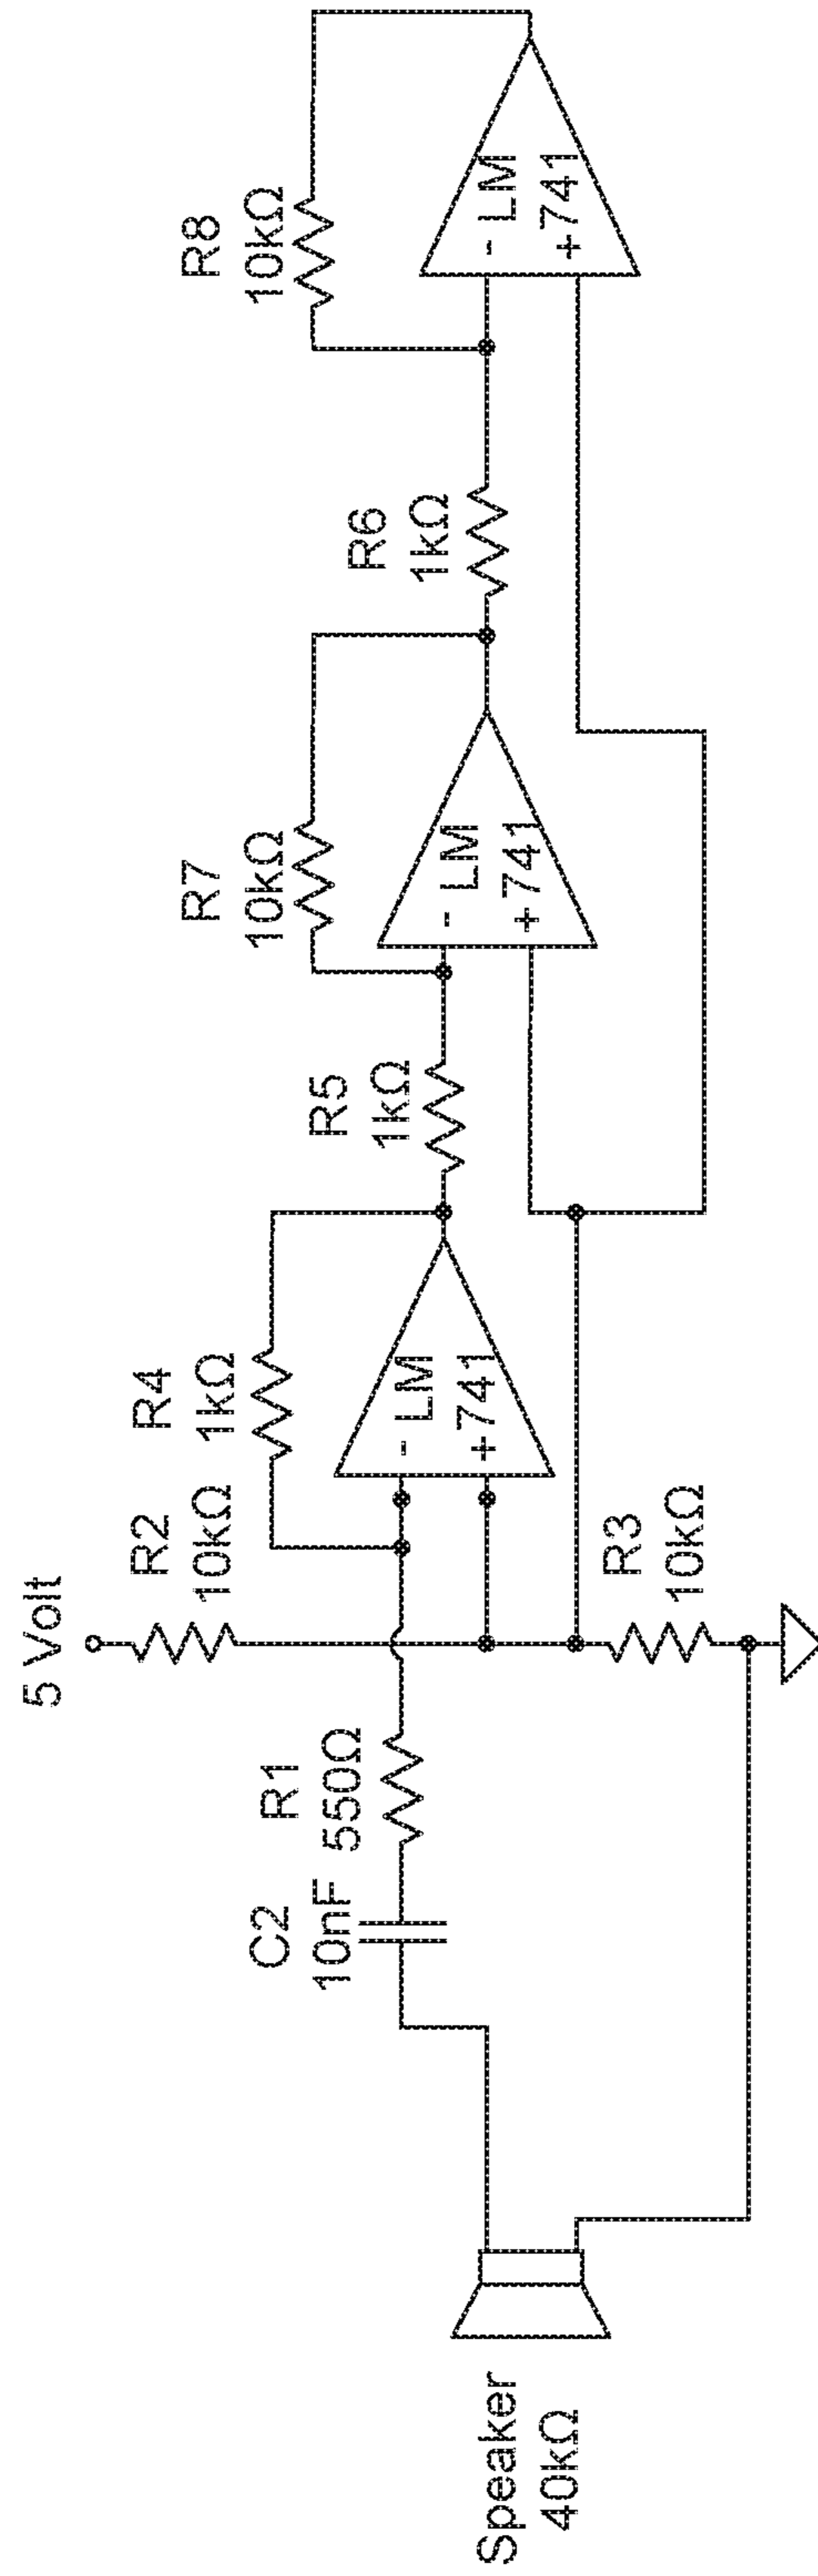 Speaker
40kΩ
C2
10nF
R1
550Ω
5 Volt
R2
10kΩ
R3
10kΩ
R4
1kΩ
- LM
+741
R5
1kΩ
R7
10kΩ
- LM
+741
R6
1kΩ
R8
10kΩ
- LM
+741